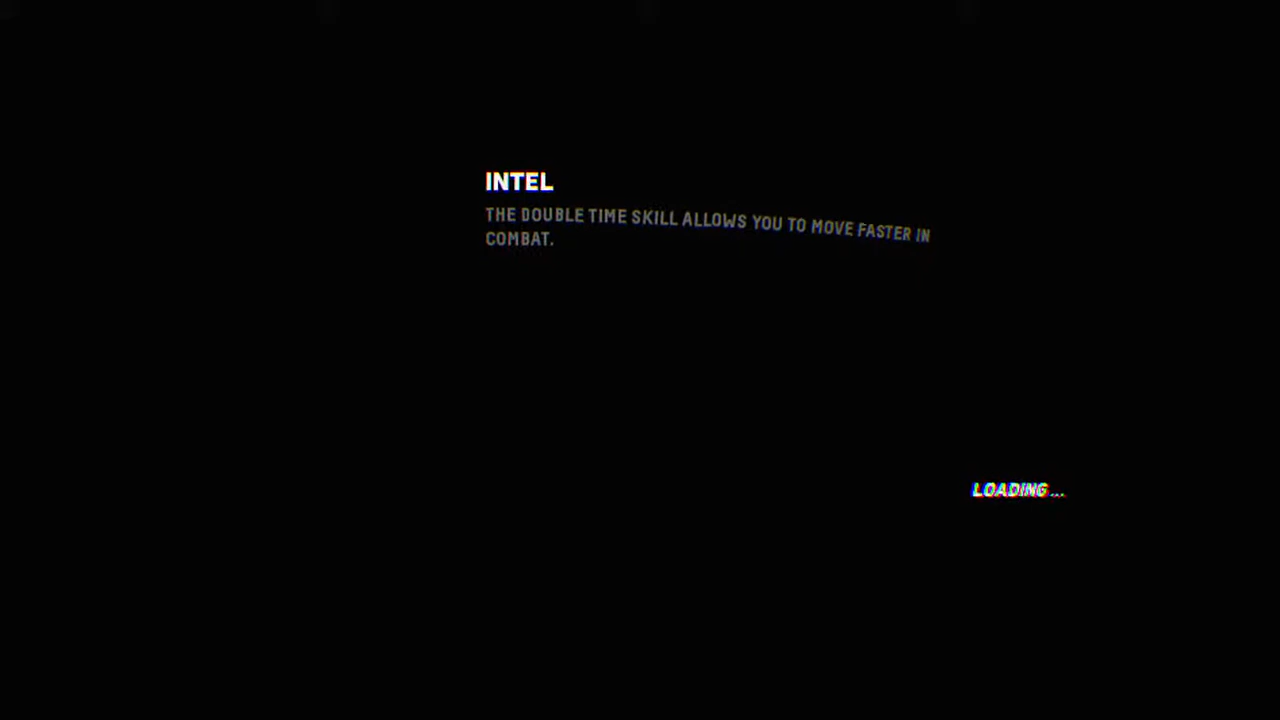 INTEL
THE DOUBLE TIME SKILL ALLOWS YOU TO MOVE FASTER IN
COMBAT.
LOADING...